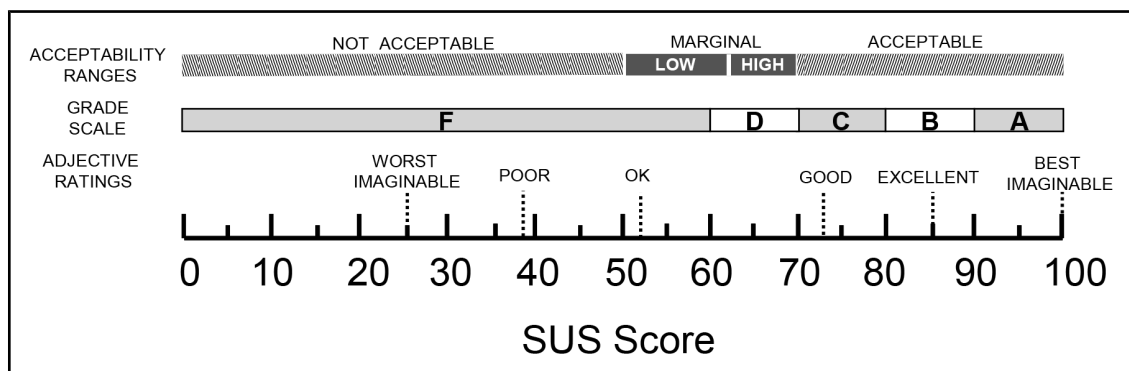 ACCEPTABILITY
RANGES
NOT ACCEPTABLE
MARGINAL
ACCEPTABLE
LOW
HIGH
GRADE
SCALE
F
D
C
B
A
ADJECTIVE
RATINGS
WORST
IMAGINABLE
POOR
OK
GOOD
EXCELLENT
BEST
IMAGINABLE
0 10 20 30 40 50 60 70 80 90 100
SUS Score